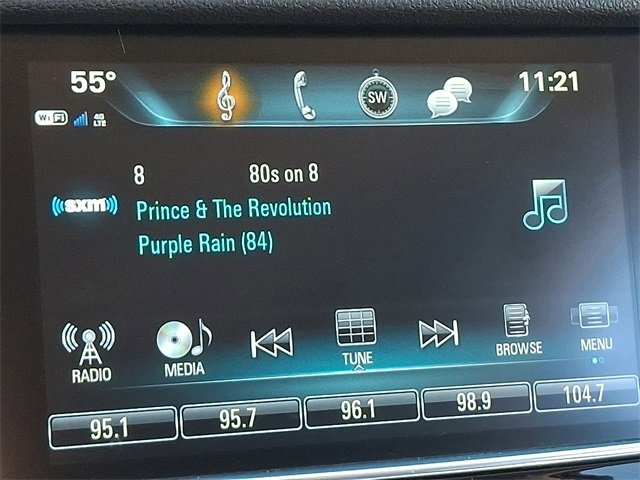 55° SW 11:21
WiFi 4G LTE
8 80s on 8
((sxm)) Prince & The Revolution
Purple Rain (84)
RADIO MEDIA TUNE BROWSE MENU
95.1 95.7 96.1 98.9 104.7